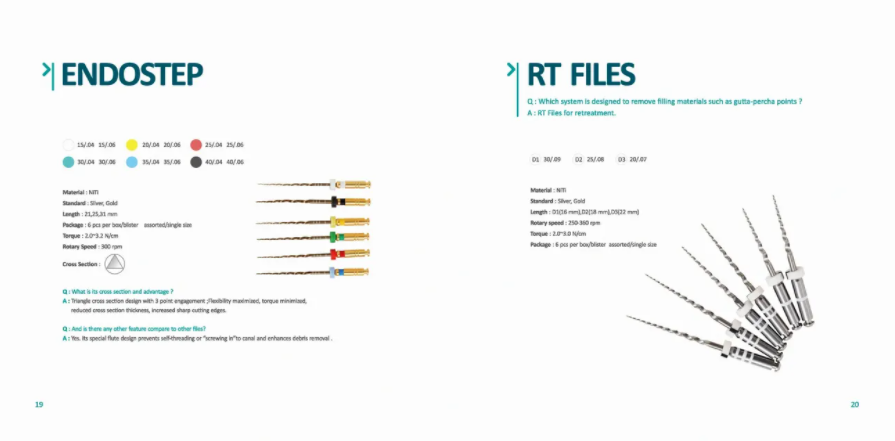 ENDOSTEP
15/.04 15/.06 20/.04 20/.06 25/.04 25/.06
30/.04 30/.06 35/.04 35/.06 40/.04 40/.06
Material : NiTi
Standard : Silver, Gold
Length : 21,25,31 mm
Package : 6 pcs per box/blister assorted/single size
Torque : 2.0~3.2 N/cm
Rotary Speed : 300 rpm
Cross Section :
Q : What is its cross section and advantage ?
A : Triangle cross section design with 3 point engagement ;Flexibility maximized, torque minimized,
reduced cross section thickness, increased sharp cutting edges.
Q : And is there any other feature compare to other files?
A : Yes. Its special flute design prevents self-threading or "screwing in"to canal and enhances debris removal .
19
RT FILES
Q : Which system is designed to remove filling materials such as gutta-percha points ?
A : RT Files for retreatment.
D1 30/.09 D2 25/.08 D3 20/.07
Material : NiTi
Standard : Silver, Gold
Length : D1(16 mm),D2(18 mm),D3(22 mm)
Rotary speed : 250-360 rpm
Torque : 2.0~3.0 N/cm
Package : 6 pcs per box/blister assorted/single size
20